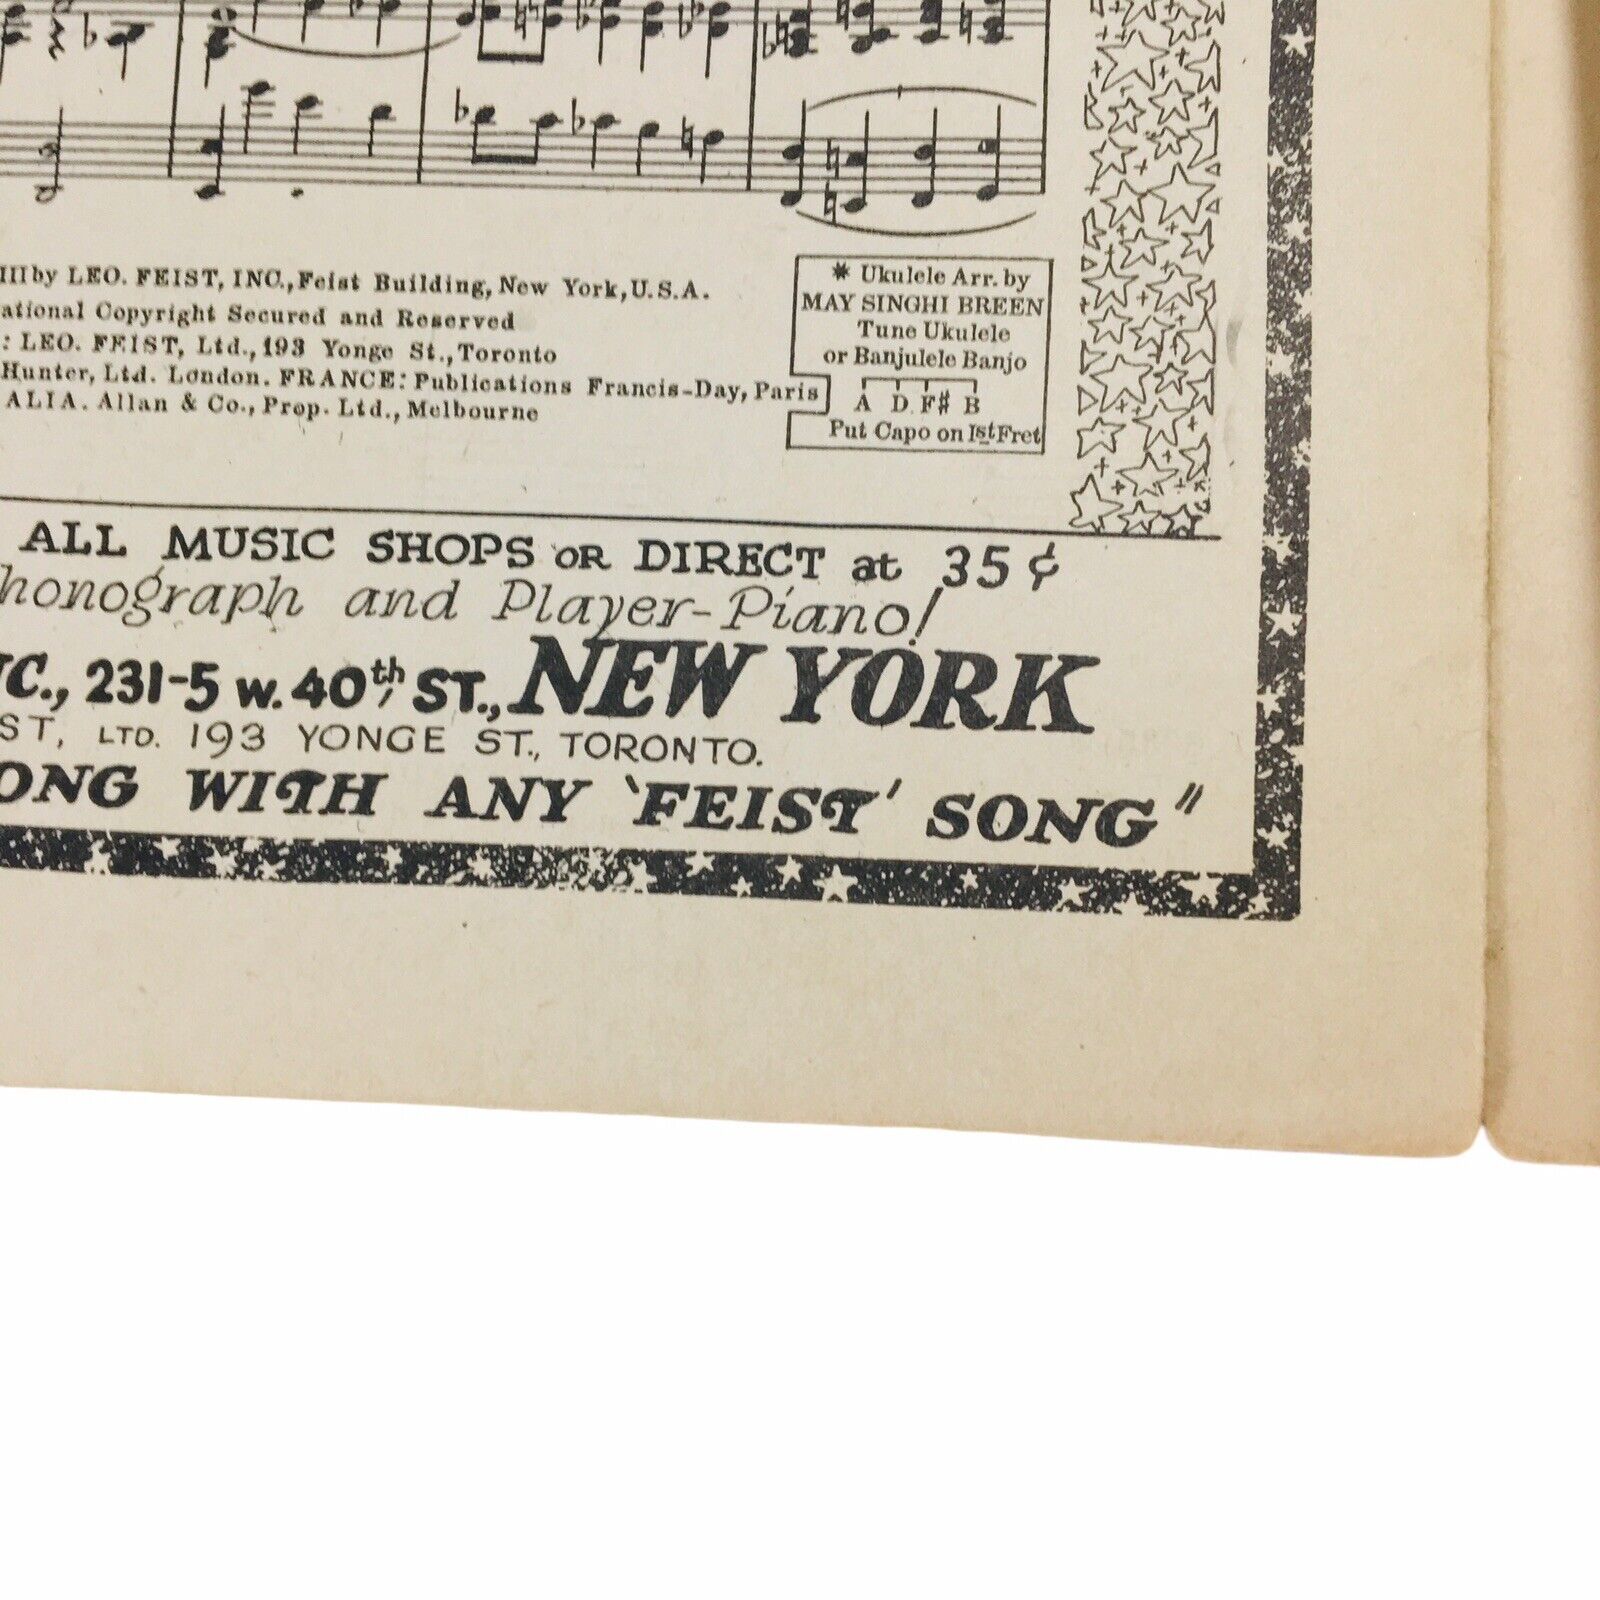 III by LEO. FEIST, INC., Feist Building, New York, U.S.A.
ational Copyright Secured and Reserved
: LEO. FEIST, Ltd., 193 Yonge St., Toronto
Hunter, Ltd. London. FRANCE: Publications Francis-Day, Paris
ALIA. Allan & Co., Prop. Ltd., Melbourne
* Ukulele Arr. by
MAY SINGHI BREEN
Tune Ukulele
or Banjulele Banjo
A D F# B
Put Capo on 1st Fret
ALL MUSIC SHOPS OR DIRECT at 35¢
honograph and Player-Piano!
C., 231-5 W. 40th ST., NEW YORK
ST, LTD. 193 YONGE ST., TORONTO.
ONG WITH ANY 'FEIST' SONG"